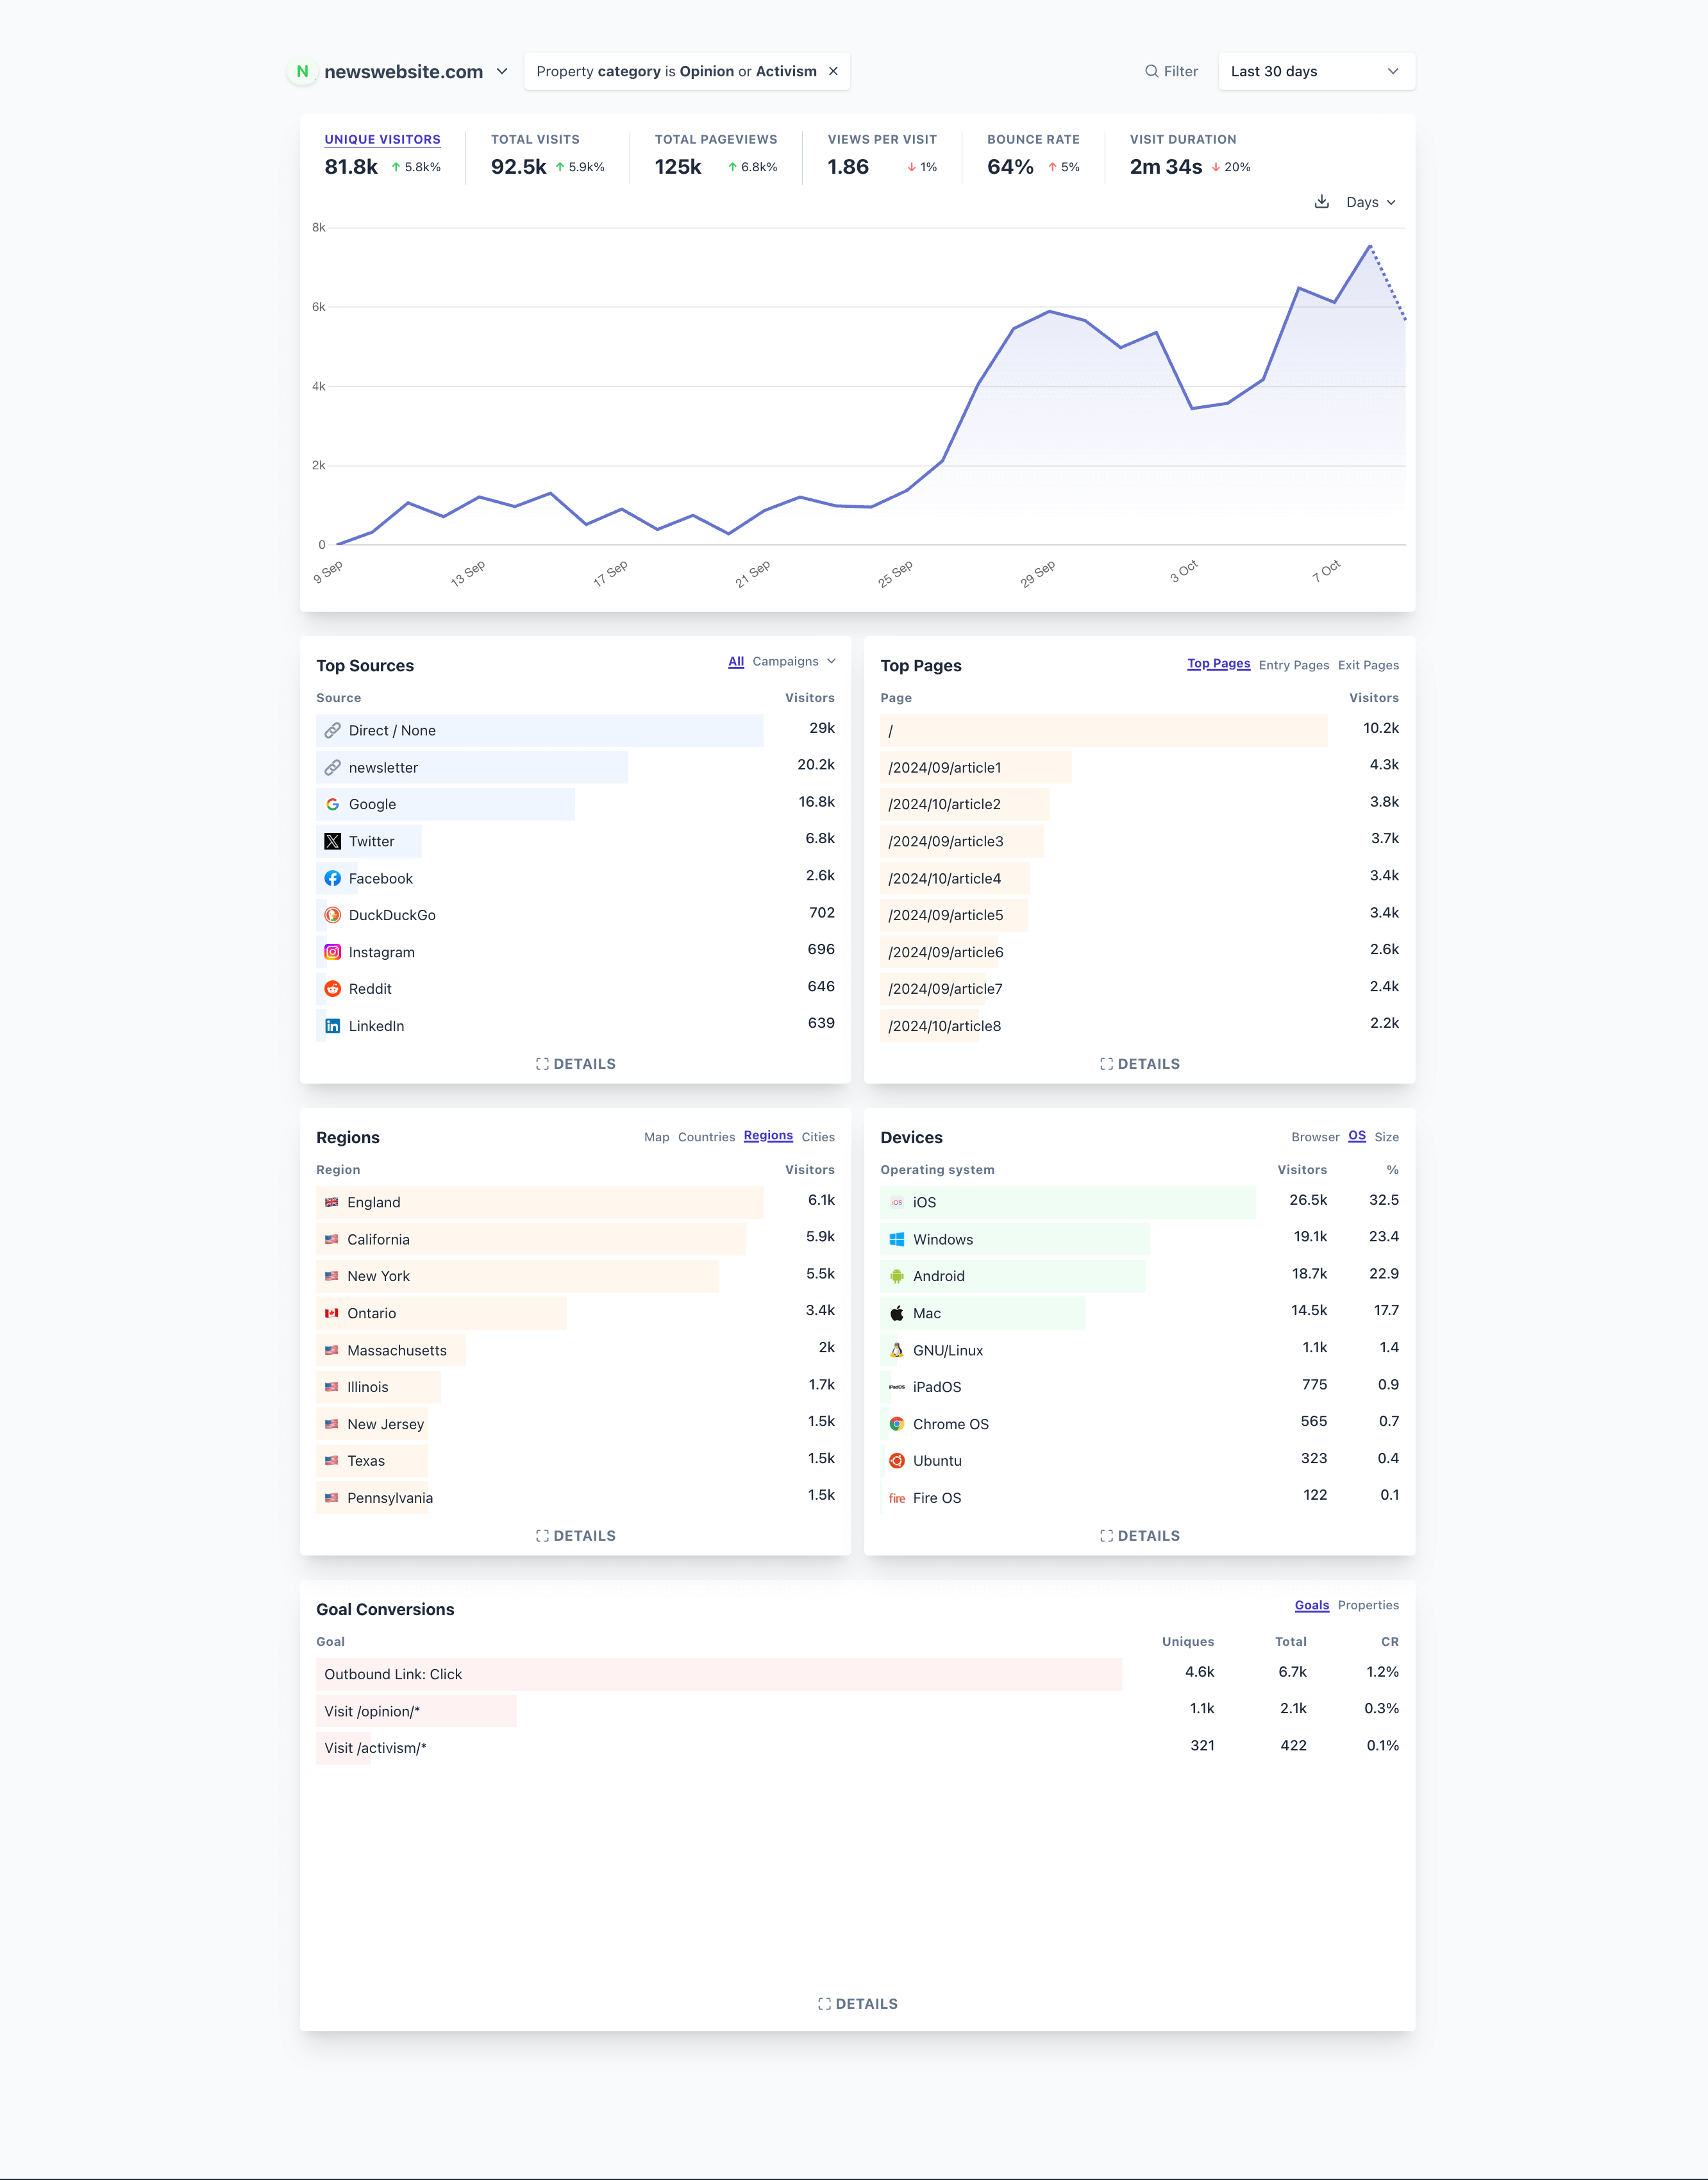 N newswebsite.com Property category is Opinion or Activism Filter Last 30 days
UNIQUE VISITORS TOTAL VISITS TOTAL PAGEVIEWS VIEWS PER VISIT BOUNCE RATE VISIT DURATION
81.8k 5.8k% 92.5k 5.9k% 125k 6.8k% 1.86 1% 64% 5% 2m 34s 20%
Days
8k
6k
4k
2k
0
9 Sep 13 Sep 17 Sep 21 Sep 25 Sep 29 Sep 3 Oct 7 Oct
Top Sources All Campaigns
Source Visitors
Direct / None 29k
newsletter 20.2k
Google 16.8k
Twitter 6.8k
Facebook 2.6k
DuckDuckGo 702
Instagram 696
Reddit 646
LinkedIn 639
DETAILS
Top Pages Top Pages Entry Pages Exit Pages
Page Visitors
/ 10.2k
/2024/09/article1 4.3k
/2024/10/article2 3.8k
/2024/09/article3 3.7k
/2024/10/article4 3.4k
/2024/09/article5 3.4k
/2024/09/article6 2.6k
/2024/09/article7 2.4k
/2024/10/article8 2.2k
DETAILS
Regions Map Countries Regions Cities
Region Visitors
England 6.1k
California 5.9k
New York 5.5k
Ontario 3.4k
Massachusetts 2k
Illinois 1.7k
New Jersey 1.5k
Texas 1.5k
Pennsylvania 1.5k
DETAILS
Devices Browser OS Size
Operating system Visitors %
iOS iOS 26.5k 32.5
Windows 19.1k 23.4
Android 18.7k 22.9
Mac 14.5k 17.7
GNU/Linux 1.1k 1.4
iPadOS iPadOS 775 0.9
Chrome OS 565 0.7
Ubuntu 323 0.4
fire Fire OS 122 0.1
DETAILS
Goal Conversions Goals Properties
Goal Uniques Total CR
Outbound Link: Click 4.6k 6.7k 1.2%
Visit /opinion/* 1.1k 2.1k 0.3%
Visit /activism/* 321 422 0.1%
DETAILS